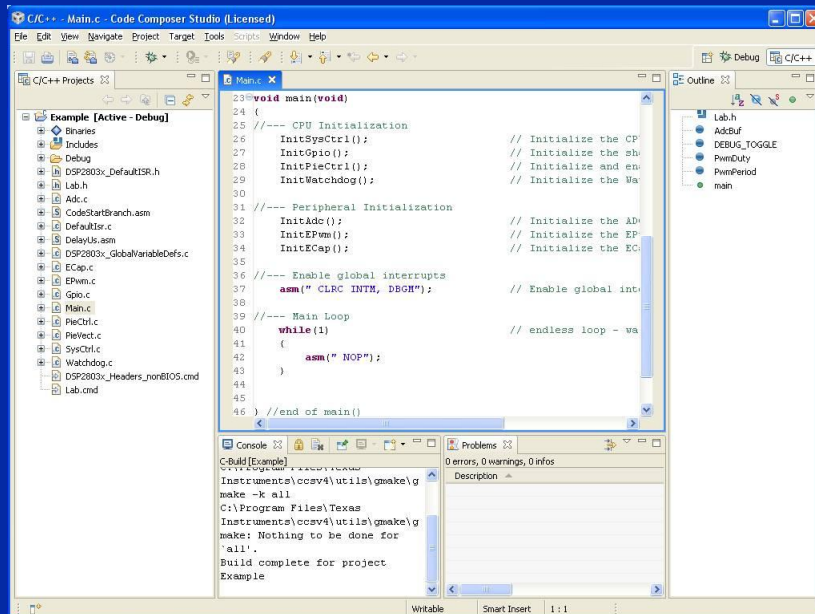 C/C++ - Main.c - Code Composer Studio (Licensed)
File Edit View Navigate Project Target Tools Scripts Window Help
Debug C/C++
C/C++ Projects
Example [Active - Debug]
Binaries
Includes
Debug
DSP2803x_DefaultISR.h
Lab.h
Adc.c
CodeStartBranch.asm
DefaultIsr.c
DelayUs.asm
DSP2803x_GlobalVariableDefs.c
ECap.c
EPwm.c
Gpio.c
Main.c
PieCtrl.c
PieVect.c
SysCtrl.c
Watchdog.c
DSP2803x_Headers_nonBIOS.cmd
Lab.cmd
Main.c
23 void main(void)
24 {
25 //--- CPU Initialization
26 InitSysCtrl(); // Initialize the CP
27 InitGpio(); // Initialize the sh
28 InitPieCtrl(); // Initialize and en
29 InitWatchdog(); // Initialize the Wa
30
31 //--- Peripheral Initialization
32 InitAdc(); // Initialize the AD
33 InitEPwm(); // Initialize the EP
34 InitECap(); // Initialize the ECa
35
36 //--- Enable global interrupts
37 asm(" CLRC INTM, DBGM"); // Enable global int
38
39 //--- Main Loop
40 while(1) // endless loop - wa
41 {
42 asm(" NOP");
43 }
44
45
46 } //end of main()
Outline
Lab.h
AdcBuf
DEBUG_TOGGLE
PwmDuty
PwmPeriod
main
Console
C-Build [Example]
C:\Program Files\Texas
Instruments\ccsv4\utils\gmake\g
make -k all
C:\Program Files\Texas
Instruments\ccsv4\utils\gmake\g
make: Nothing to be done for
`all'.
Build complete for project
Example
Problems
0 errors, 0 warnings, 0 infos
Description
Writable Smart Insert 1 : 1